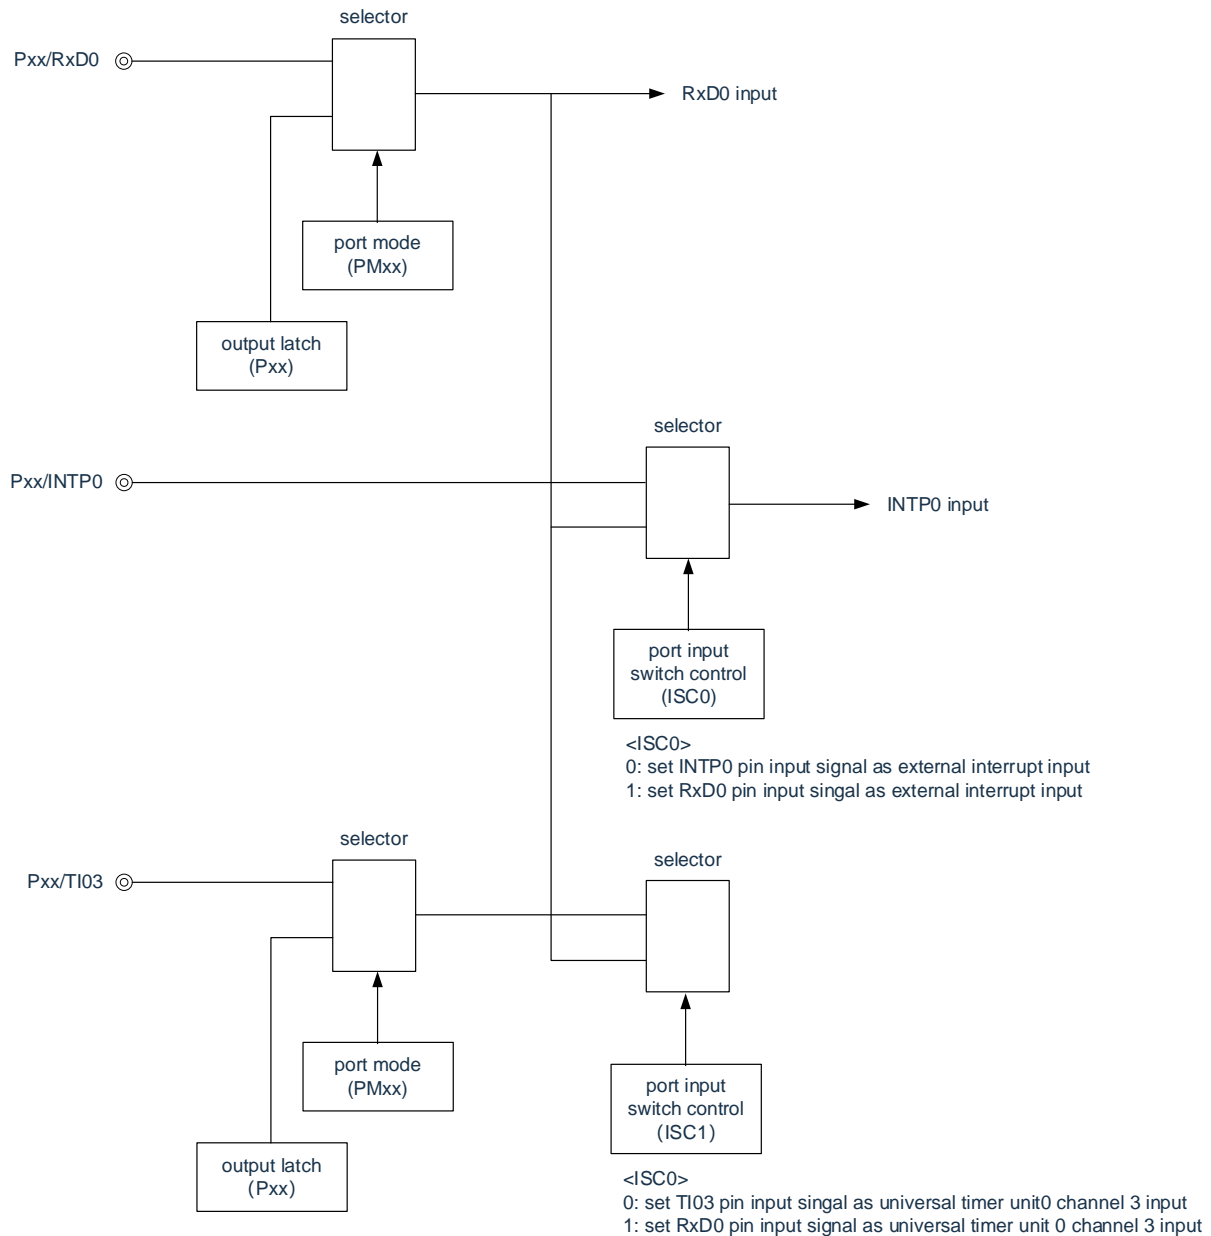 selector
Pxx/RxD0
RxD0 input
port mode
(PMxx)
output latch
(Pxx)
selector
Pxx/INTP0
INTP0 input
port input
switch control
(ISC0)
<ISC0>
0: set INTP0 pin input signal as external interrupt input
1: set RxD0 pin input singal as external interrupt input
selector
selector
Pxx/TI03
port mode
(PMxx)
port input
switch control
(ISC1)
output latch
(Pxx)
<ISC0>
0: set TI03 pin input singal as universal timer unit0 channel 3 input
1: set RxD0 pin input signal as universal timer unit 0 channel 3 input